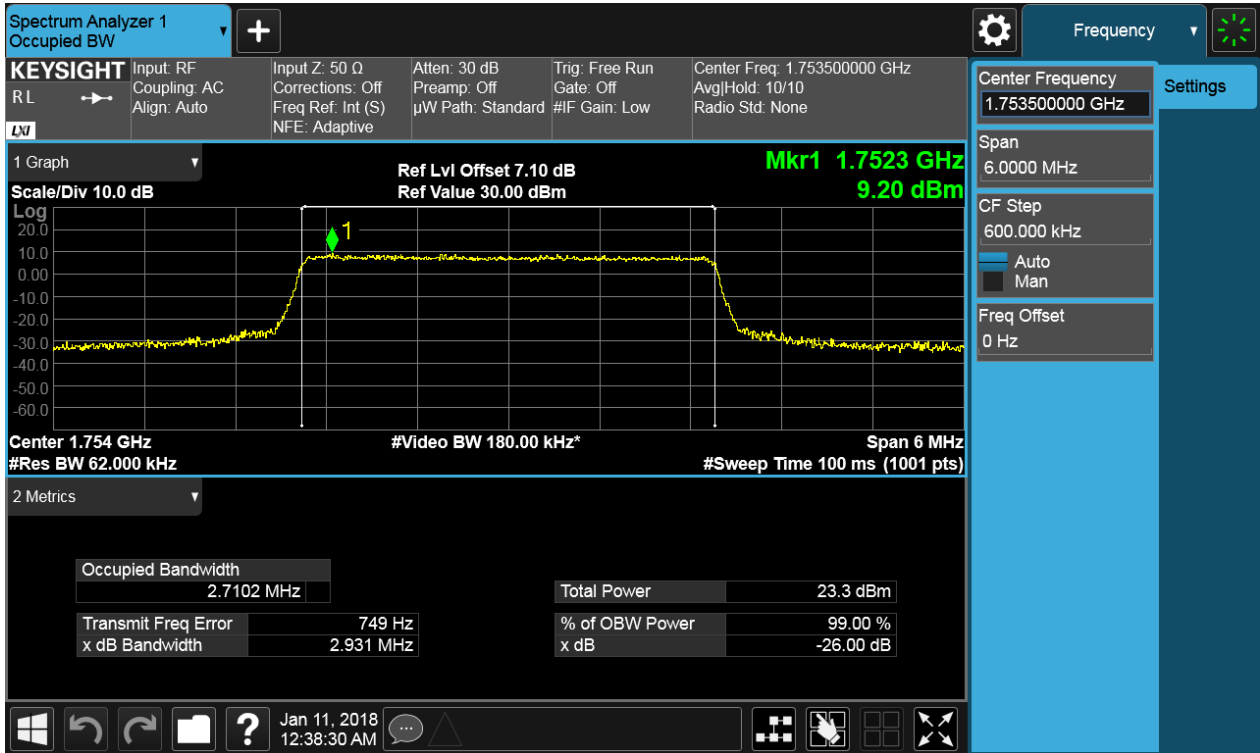 Spectrum Analyzer 1
Occupied BW
+
Frequency
KEYSIGHT
RL
LXI
Input: RF
Coupling: AC
Align: Auto
Input Z: 50 Ω
Corrections: Off
Freq Ref: Int (S)
NFE: Adaptive
Atten: 30 dB
Preamp: Off
µW Path: Standard
Trig: Free Run
Gate: Off
#IF Gain: Low
Center Freq: 1.753500000 GHz
Avg|Hold: 10/10
Radio Std: None
Center Frequency
1.753500000 GHz
Settings
Span
6.0000 MHz
CF Step
600.000 kHz
Auto
Man
Freq Offset
0 Hz
1 Graph
Scale/Div 10.0 dB
Ref Lvl Offset 7.10 dB
Ref Value 30.00 dBm
Mkr1 1.7523 GHz
9.20 dBm
Log
20.0
10.0
0.00
-10.0
-20.0
-30.0
-40.0
-50.0
-60.0
1
Center 1.754 GHz
#Res BW 62.000 kHz
#Video BW 180.00 kHz*
Span 6 MHz
#Sweep Time 100 ms (1001 pts)
2 Metrics
Occupied Bandwidth
2.7102 MHz
Transmit Freq Error 749 Hz
x dB Bandwidth 2.931 MHz
Total Power 23.3 dBm
% of OBW Power 99.00 %
x dB -26.00 dB
?
Jan 11, 2018
12:38:30 AM